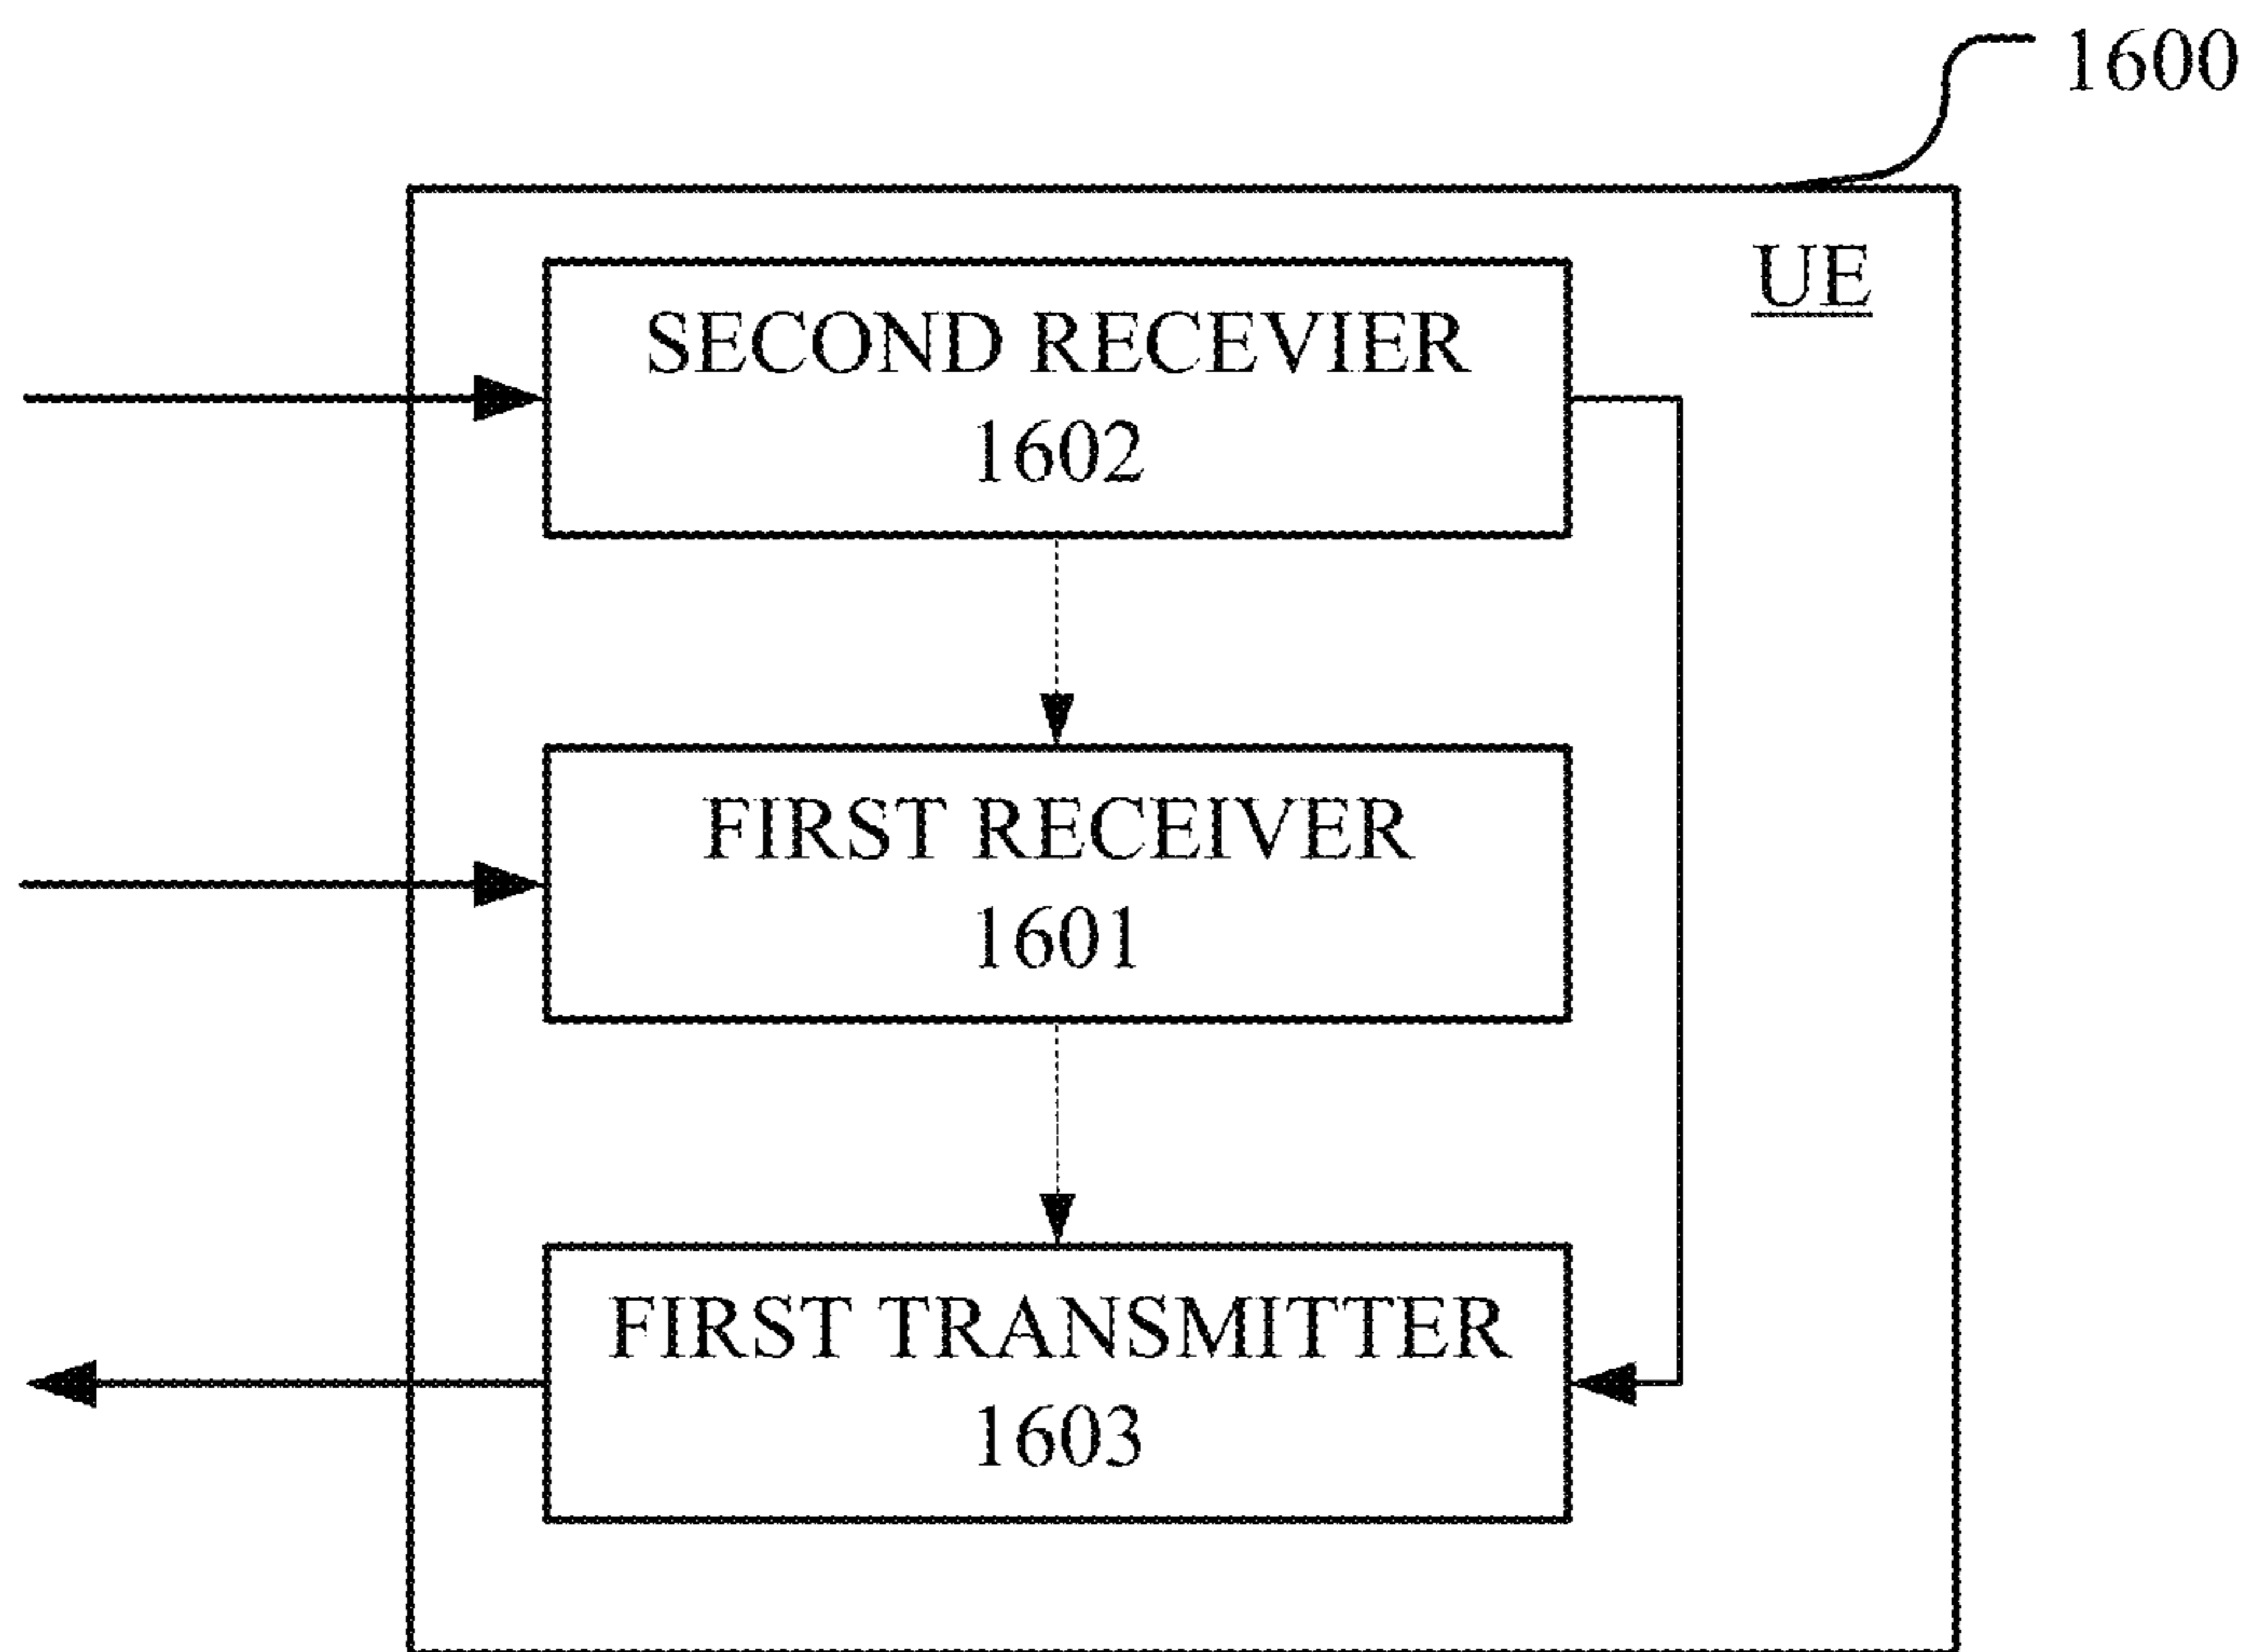 1600
UE
SECOND RECEVIER
1602
FIRST RECEIVER
1601
FIRST TRANSMITTER
1603